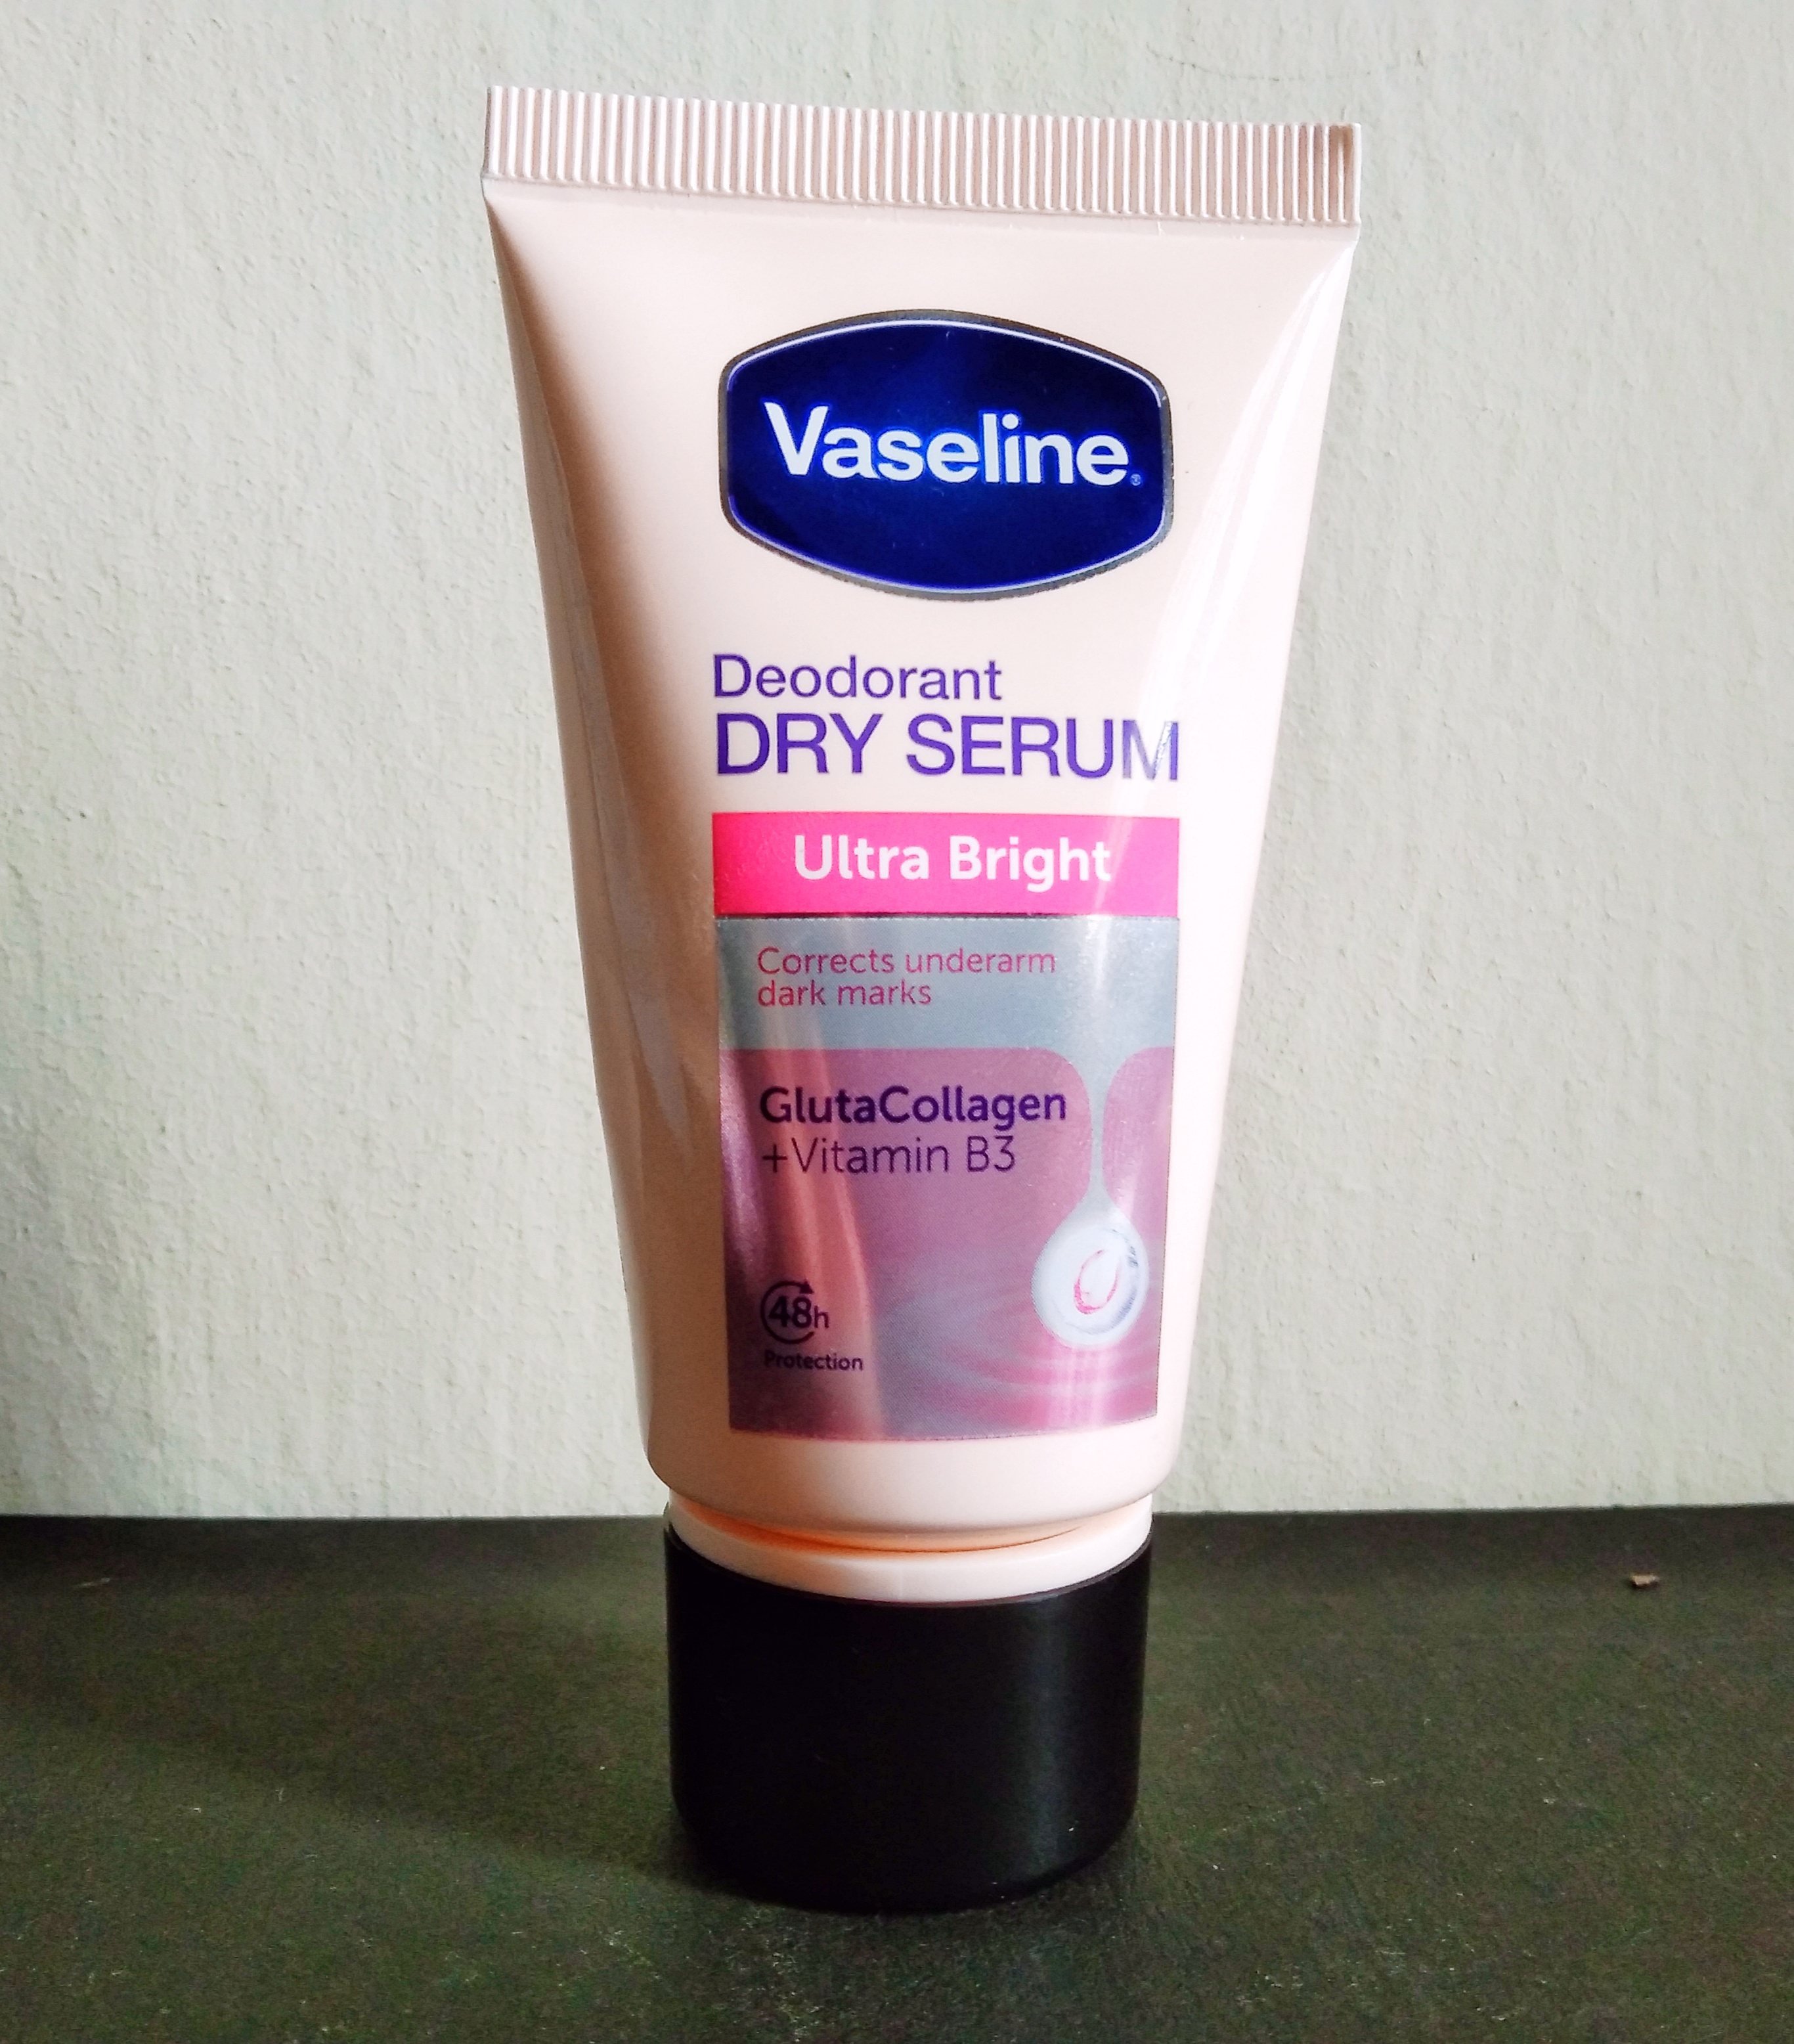 Vaseline®
Deodorant
DRY SERUM
Ultra Bright
Corrects underarm
dark marks
GlutaCollagen
+Vitamin B3
48h
Protection